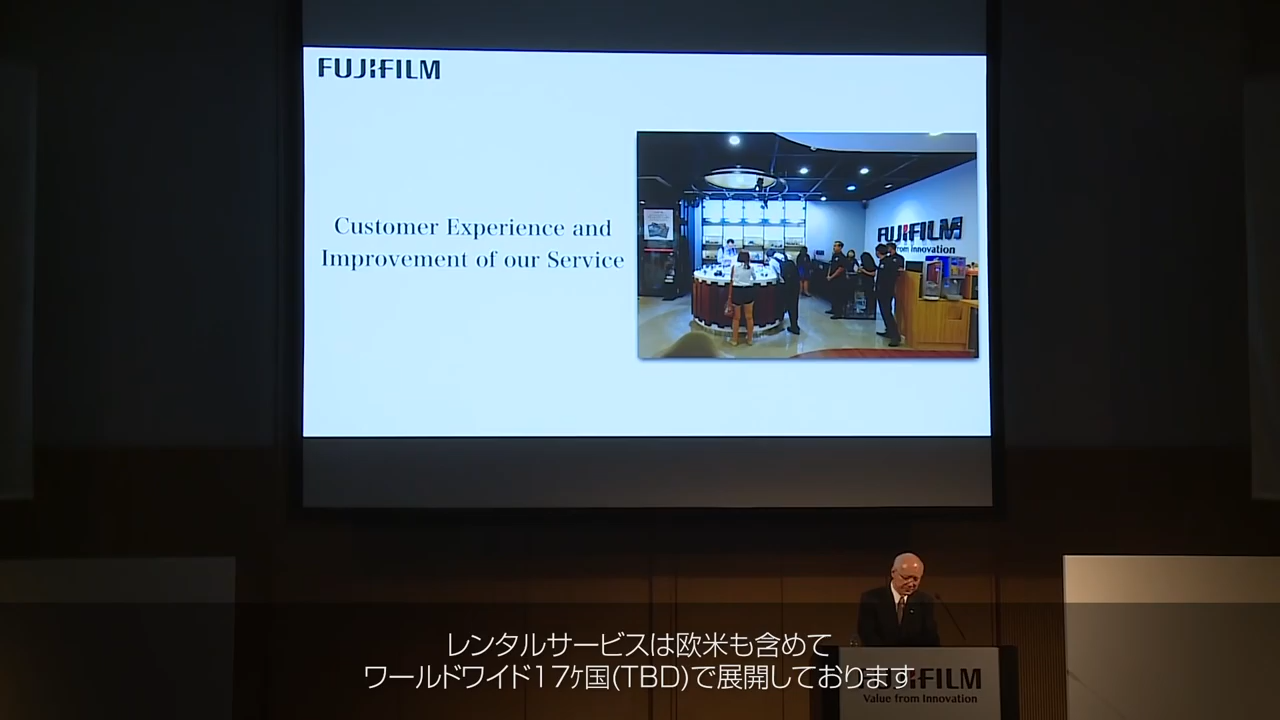 FUJIFILM
Customer Experience and
Improvement of our Service
FUJIFILM
from Innovation
レンタルサービスは欧米も含めて
ワールドワイド17ヶ国(TBD)で展開しております
FUJIFILM
Value from Innovation